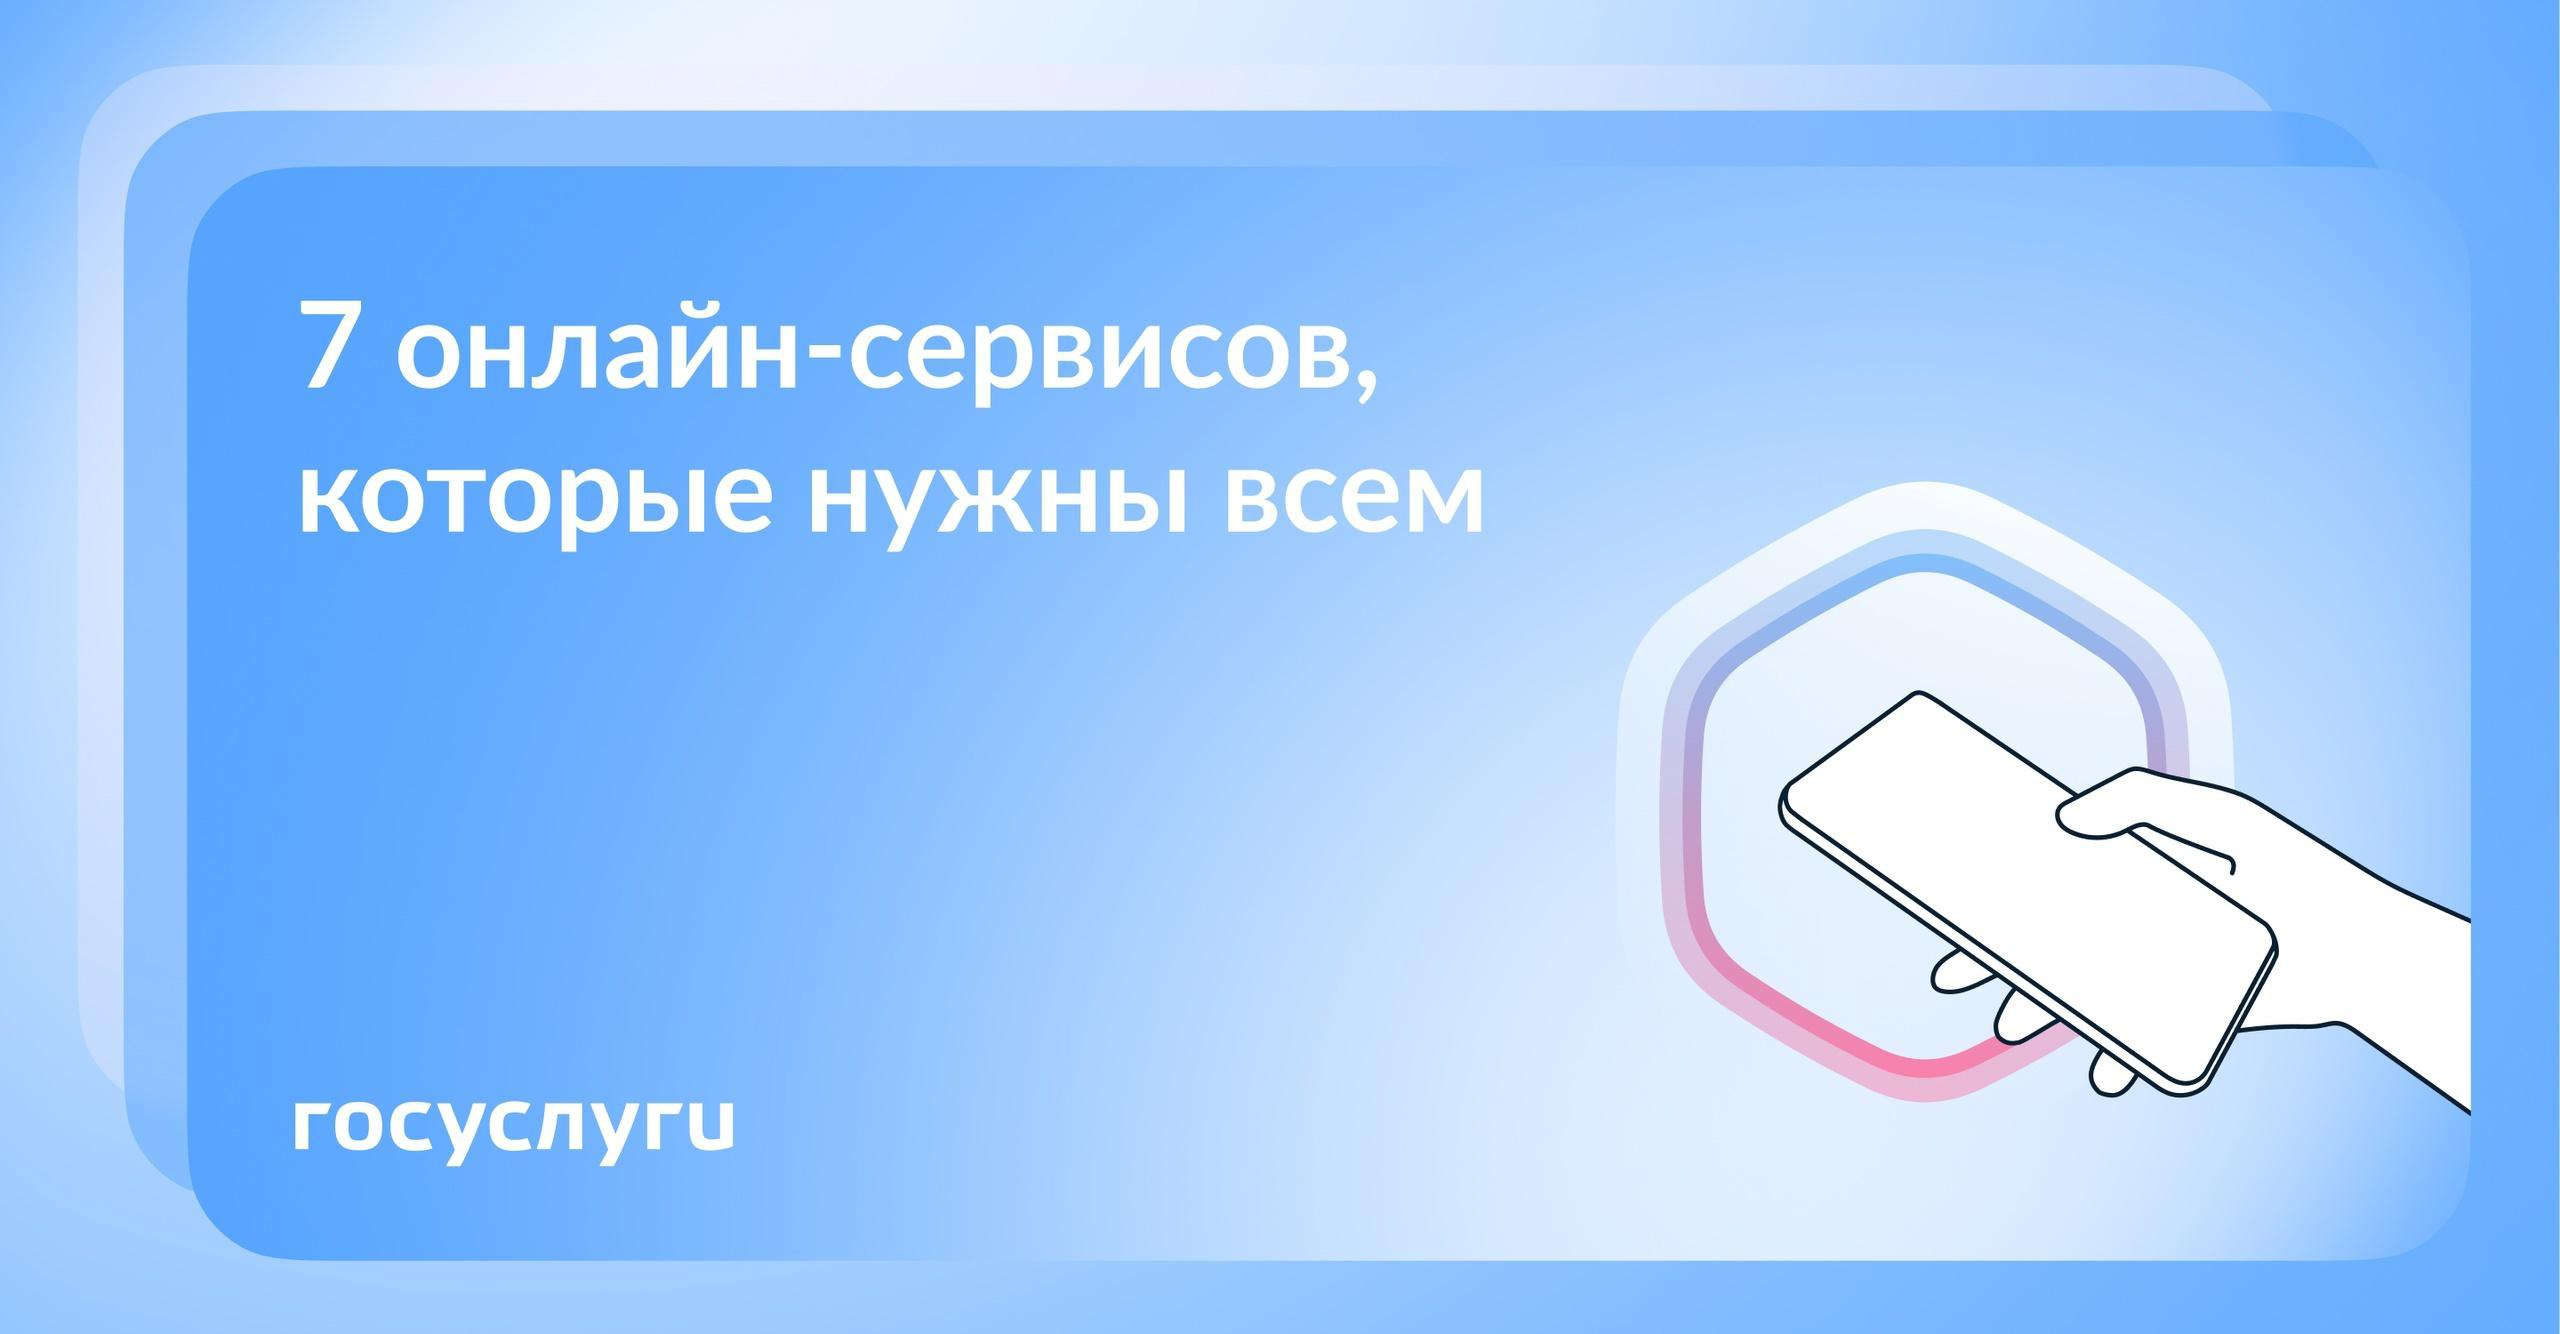 7 онлайн-сервисов,
которые нужны всем
госуслуги